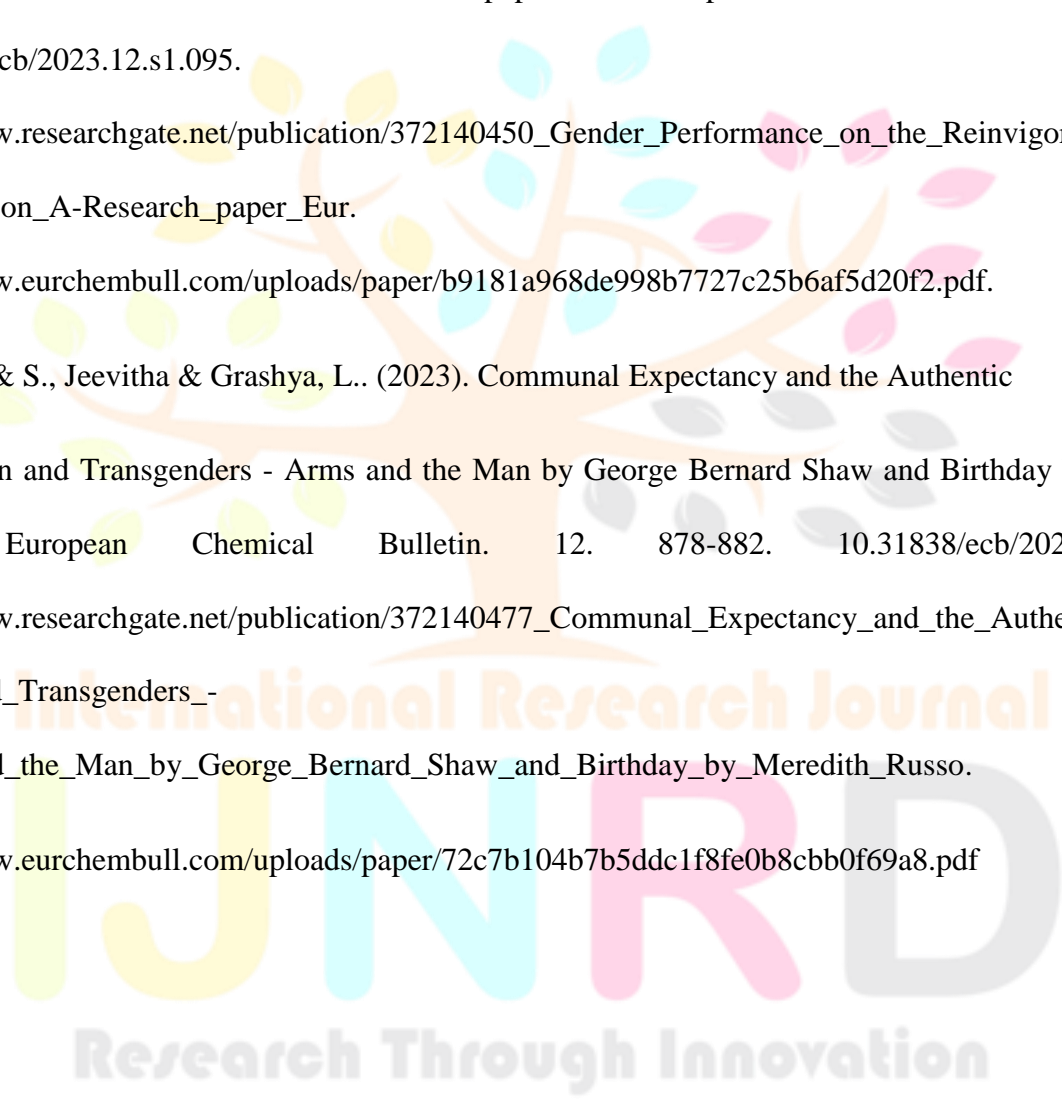 cb/2023.12.s1.095.
w.researchgate.net/publication/372140450_Gender_Performance_on_the_Reinvigor
on_A-Research_paper_Eur.
w.eurchembull.com/uploads/paper/b9181a968de998b7727c25b6af5d20f2.pdf.
& S., Jeevitha & Grashya, L.. (2023). Communal Expectancy and the Authentic
n and Transgenders - Arms and the Man by George Bernard Shaw and Birthday
European Chemical Bulletin. 12. 878-882. 10.31838/ecb/202
w.researchgate.net/publication/372140477_Communal_Expectancy_and_the_Authe
_Transgenders_-
International Research Journal
_the_Man_by_George_Bernard_Shaw_and_Birthday_by_Meredith_Russo.
w.eurchembull.com/uploads/paper/72c7b104b7b5ddc1f8fe0b8cbb0f69a8.pdf
IJNRD
Research Through Innovation